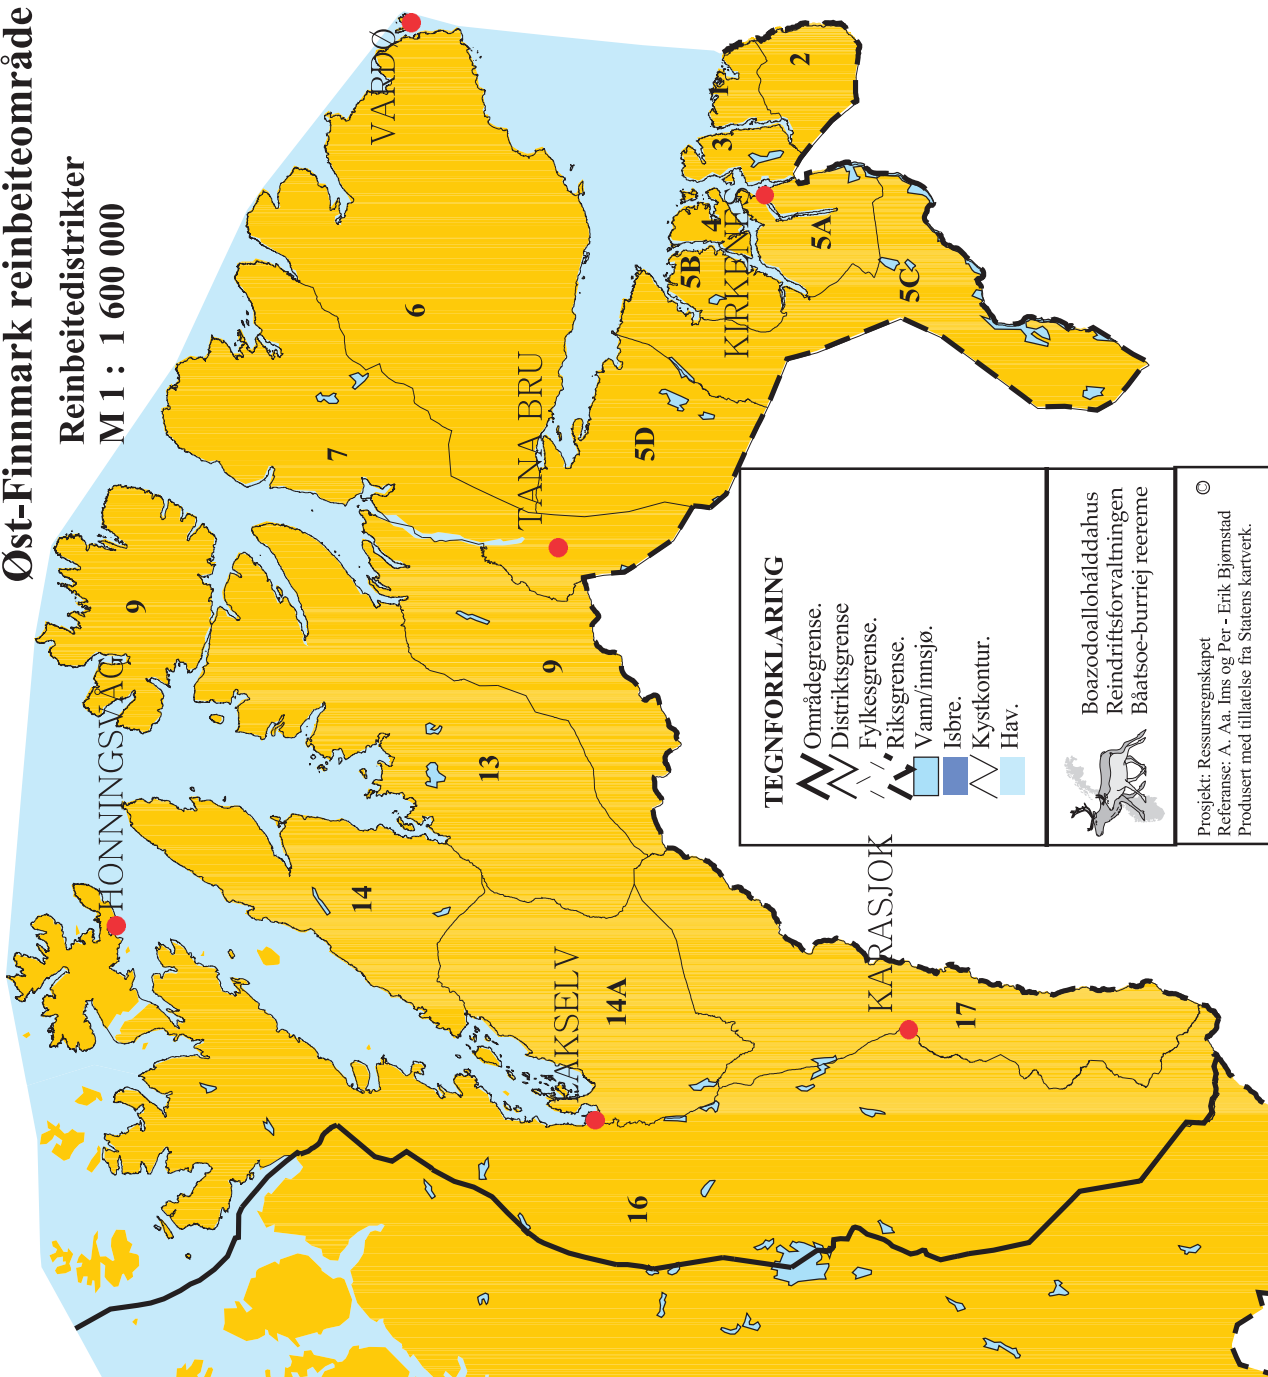 Øst-Finnmark reinbeiteområde
Reinbeitedistrikter
M 1 : 1 600 000
HONNINGSVÅG
VARDØ
TANA BRU
KIRKENES
LAKSELV
KARASJOK
9
7
6
1
2
3
4
5B
5A
5C
5D
9
13
14
14A
16
17
TEGNFORKLARING
Områdegrense.
Distriktsgrense
Fylkesgrense.
Riksgrense.
Vann/innsjø.
Isbre.
Kystkontur.
Hav.
Boazodoallohálddahus
Reindriftsforvaltningen
Båatsoe-burriej reereme
©
Prosjekt: Ressursregnskapet
Referanse: A. Aa. Ims og Per - Erik Bjørnstad
Produsert med tillatelse fra Statens kartverk.